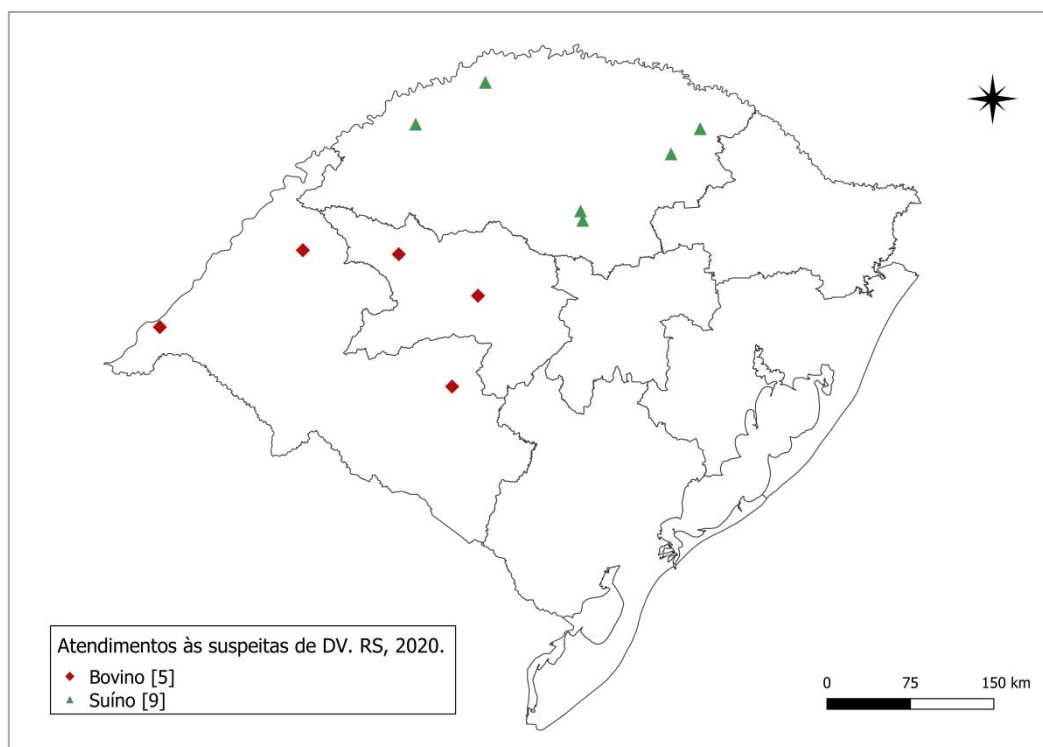 Atendimentos às suspeitas de DV. RS, 2020.
Bovino [5]
Suíno [9]
0 75 150 km